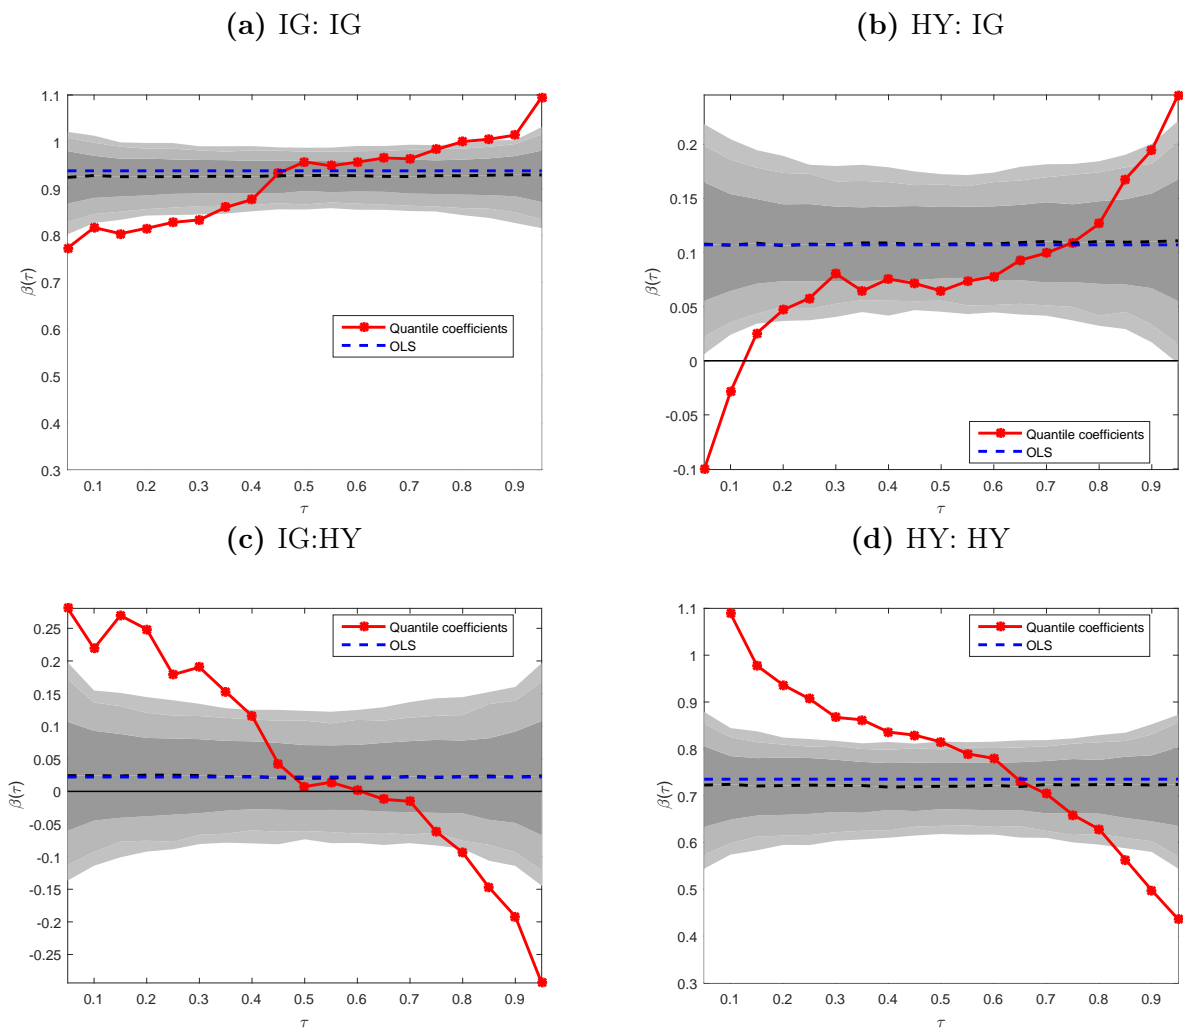 (a) IG: IG
1.1
1
0.9
0.8
0.7
0.9
0.5
0.4
0.3
β(τ)
Quantile coefficients
OLS
0.1 0.2 0.3 0.4 0.5 0.6 0.7 0.8 0.9
τ
(b) HY: IG
0.2
0.15
0.1
0.05
0
-0.05
-0.1
β(τ)
Quantile coefficients
OLS
0.1 0.2 0.3 0.4 0.5 0.6 0.7 0.8 0.9
τ
(c) IG:HY
0.25
0.2
0.15
0.1
0.05
0
-0.05
-0.1
-0.15
-0.2
-0.25
β(τ)
Quantile coefficients
OLS
0.1 0.2 0.3 0.4 0.5 0.6 0.7 0.8 0.9
τ
(d) HY: HY
1.1
1
0.9
0.8
0.7
0.6
0.5
0.4
0.3
β(τ)
Quantile coefficients
OLS
0.1 0.2 0.3 0.4 0.5 0.6 0.7 0.8 0.9
τ